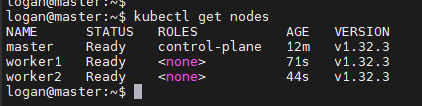 logan@master:~$
logan@master:~$ kubectl get nodes
NAME STATUS ROLES AGE VERSION
master Ready control-plane 12m v1.32.3
worker1 Ready <none> 71s v1.32.3
worker2 Ready <none> 44s v1.32.3
logan@master:~$